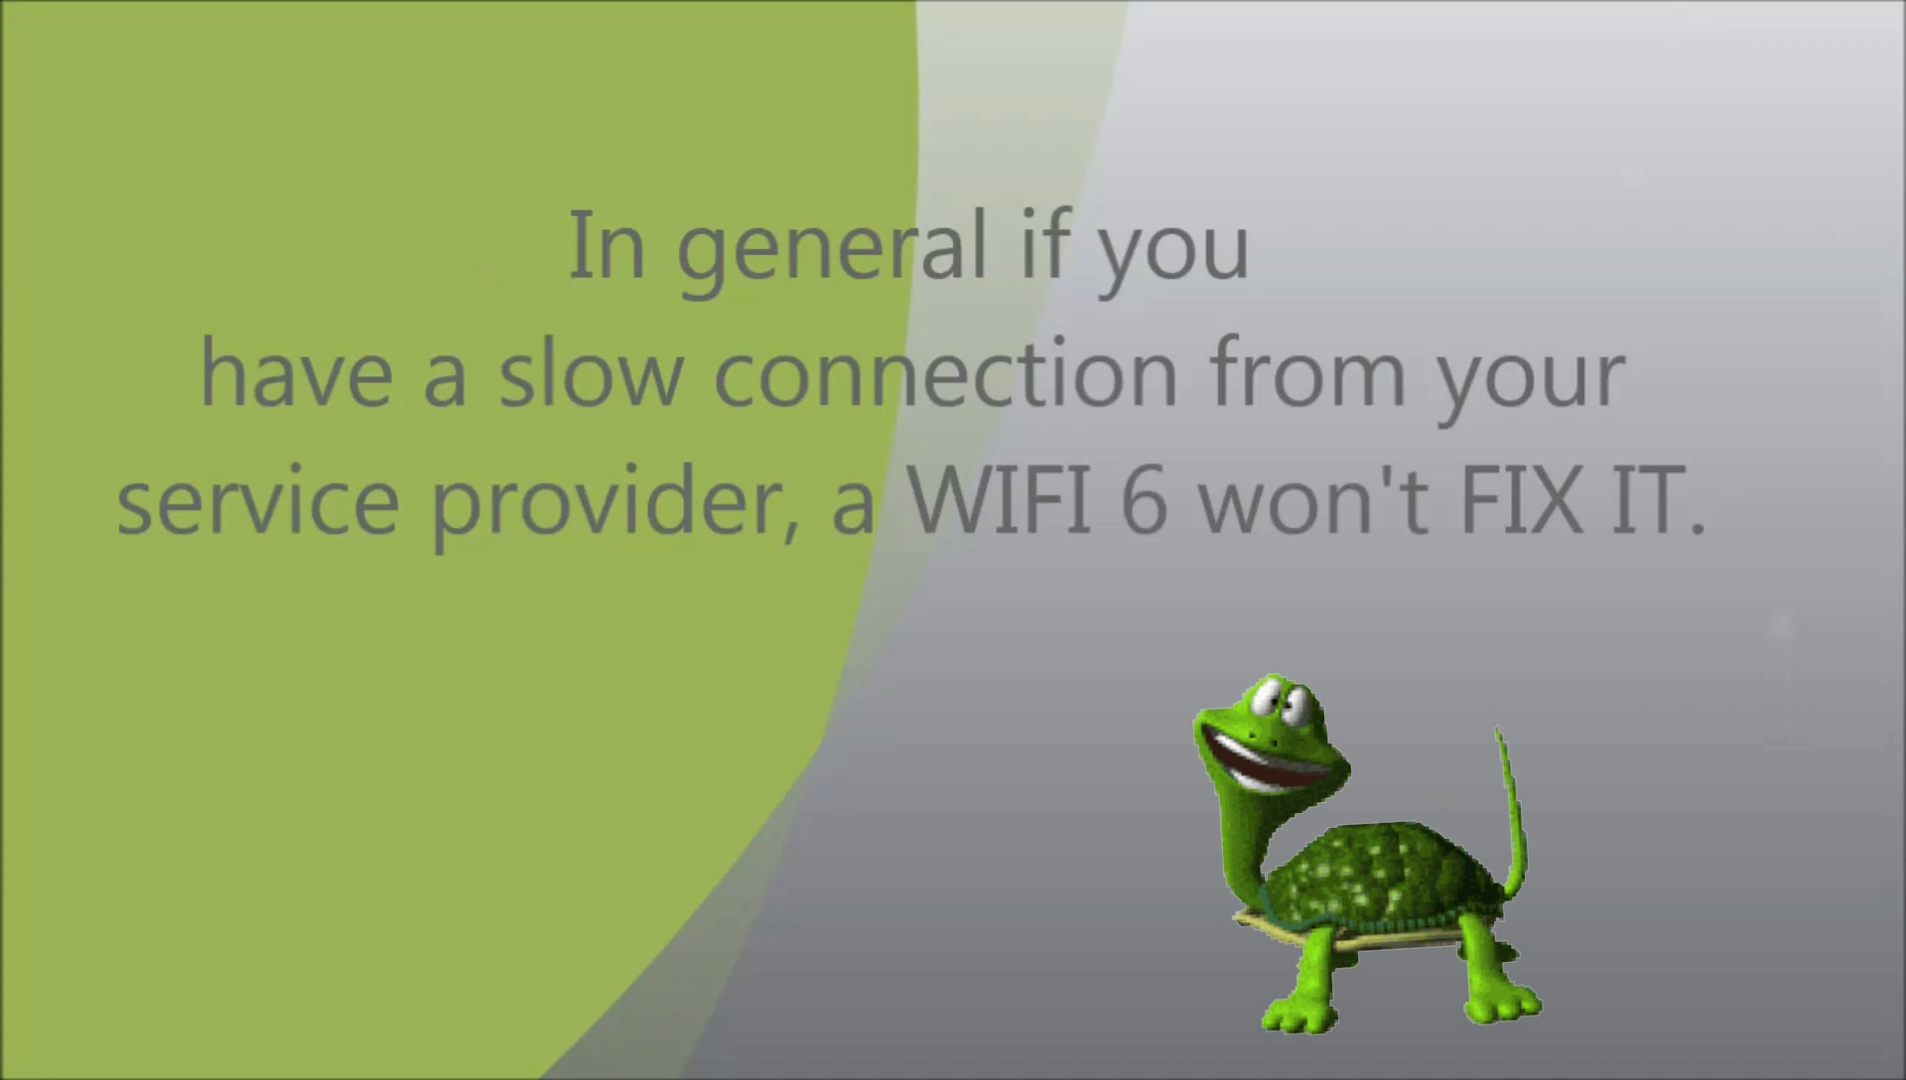 In general if you
have a slow connection from your
service provider, a WIFI 6 won't FIX IT.